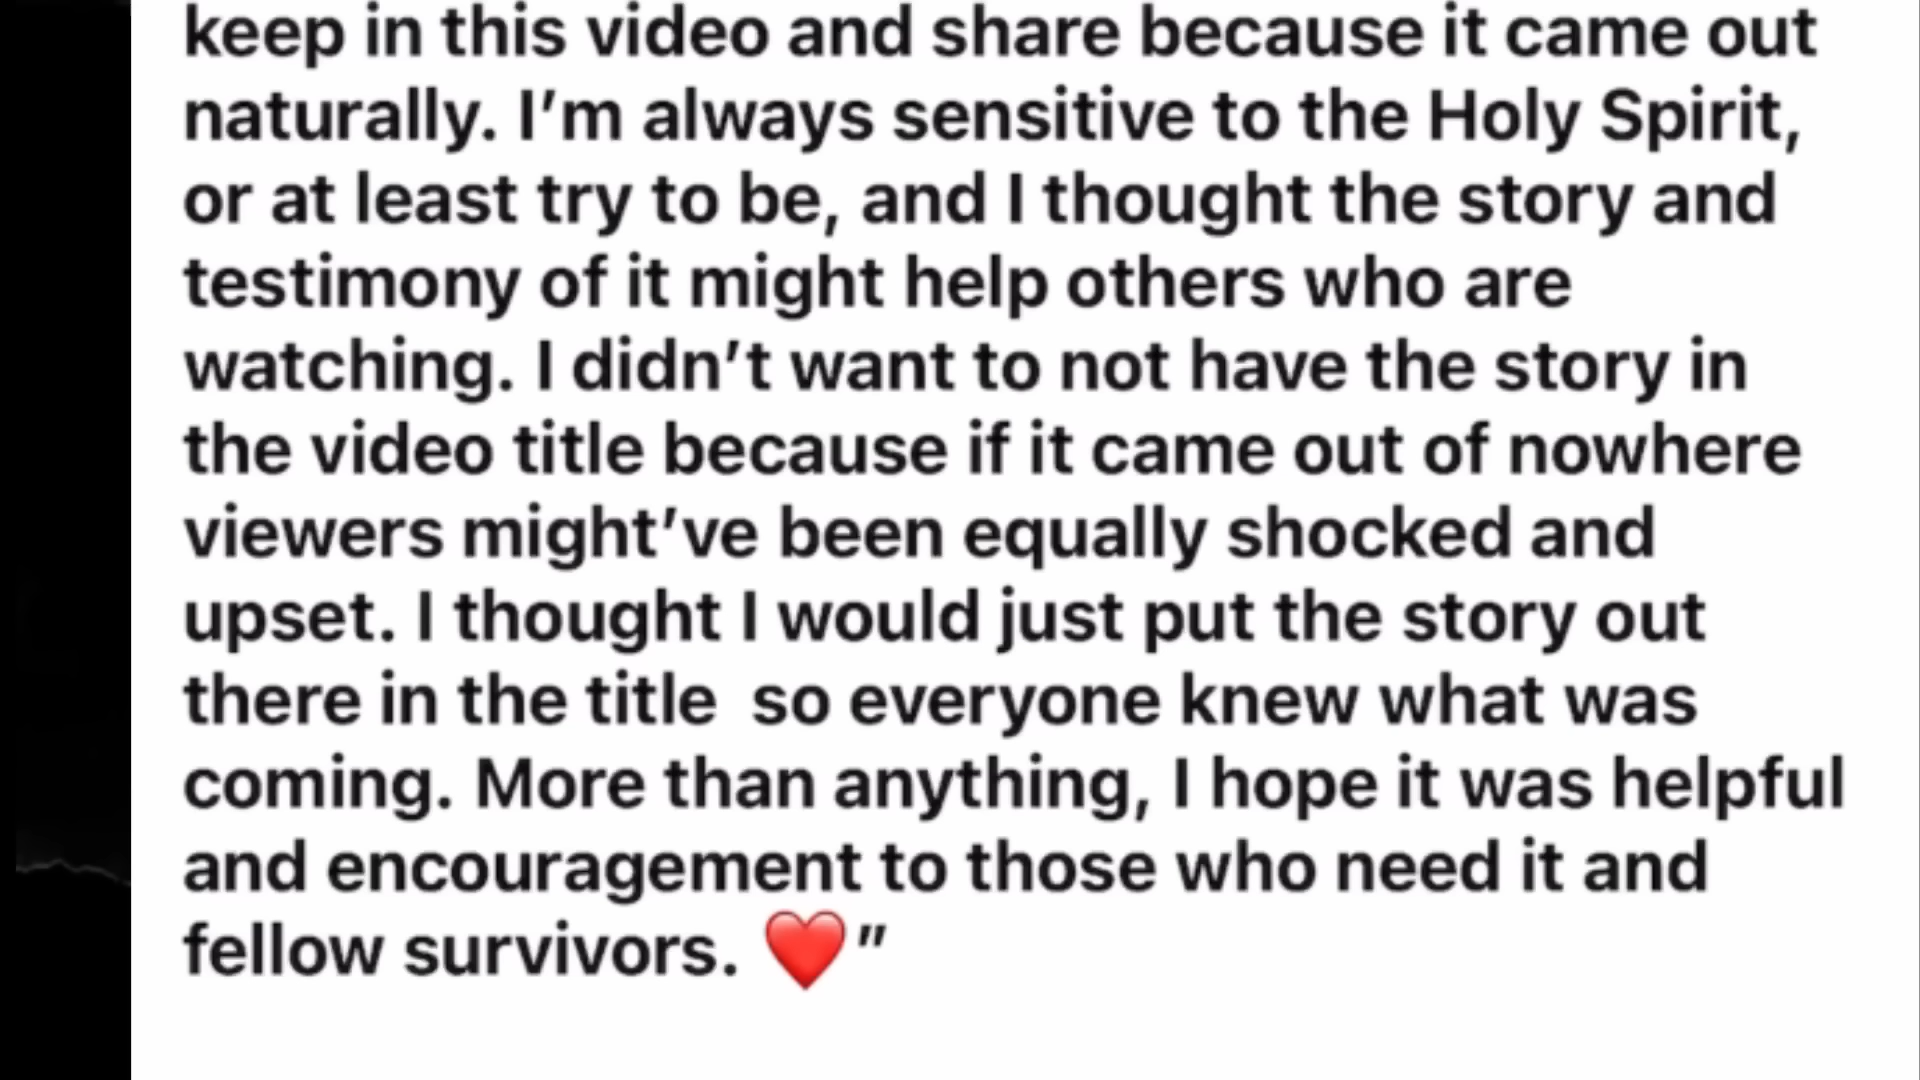 keep in this video and share because it came out
naturally. I’m always sensitive to the Holy Spirit,
or at least try to be, and I thought the story and
testimony of it might help others who are
watching. I didn’t want to not have the story in
the video title because if it came out of nowhere
viewers might’ve been equally shocked and
upset. I thought I would just put the story out
there in the title  so everyone knew what was
coming. More than anything, I hope it was helpful
and encouragement to those who need it and
fellow survivors. ❤️”